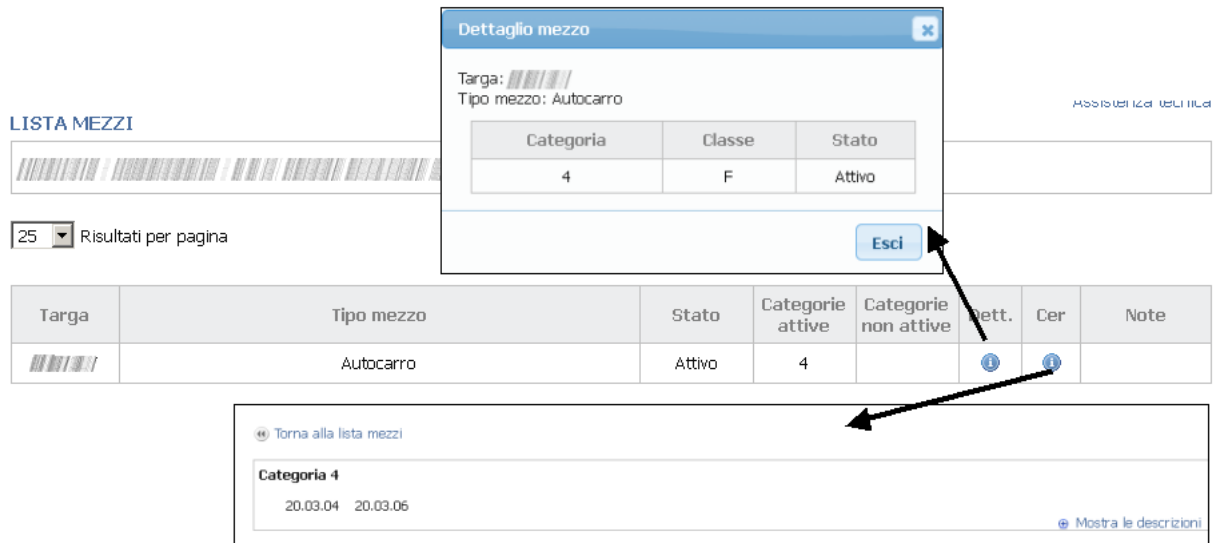 Dettaglio mezzo
Targa:
Tipo mezzo: Autocarro
Categoria Classe Stato
4 F Attivo
Esci
Assistenza tecnica
LISTA MEZZI
25 Risultati per pagina
Targa Tipo mezzo Stato Categorie attive Categorie non attive Dett. Cer Note
Autocarro Attivo 4
Torna alla lista mezzi
Categoria 4
20.03.04 20.03.06
Mostra le descrizioni